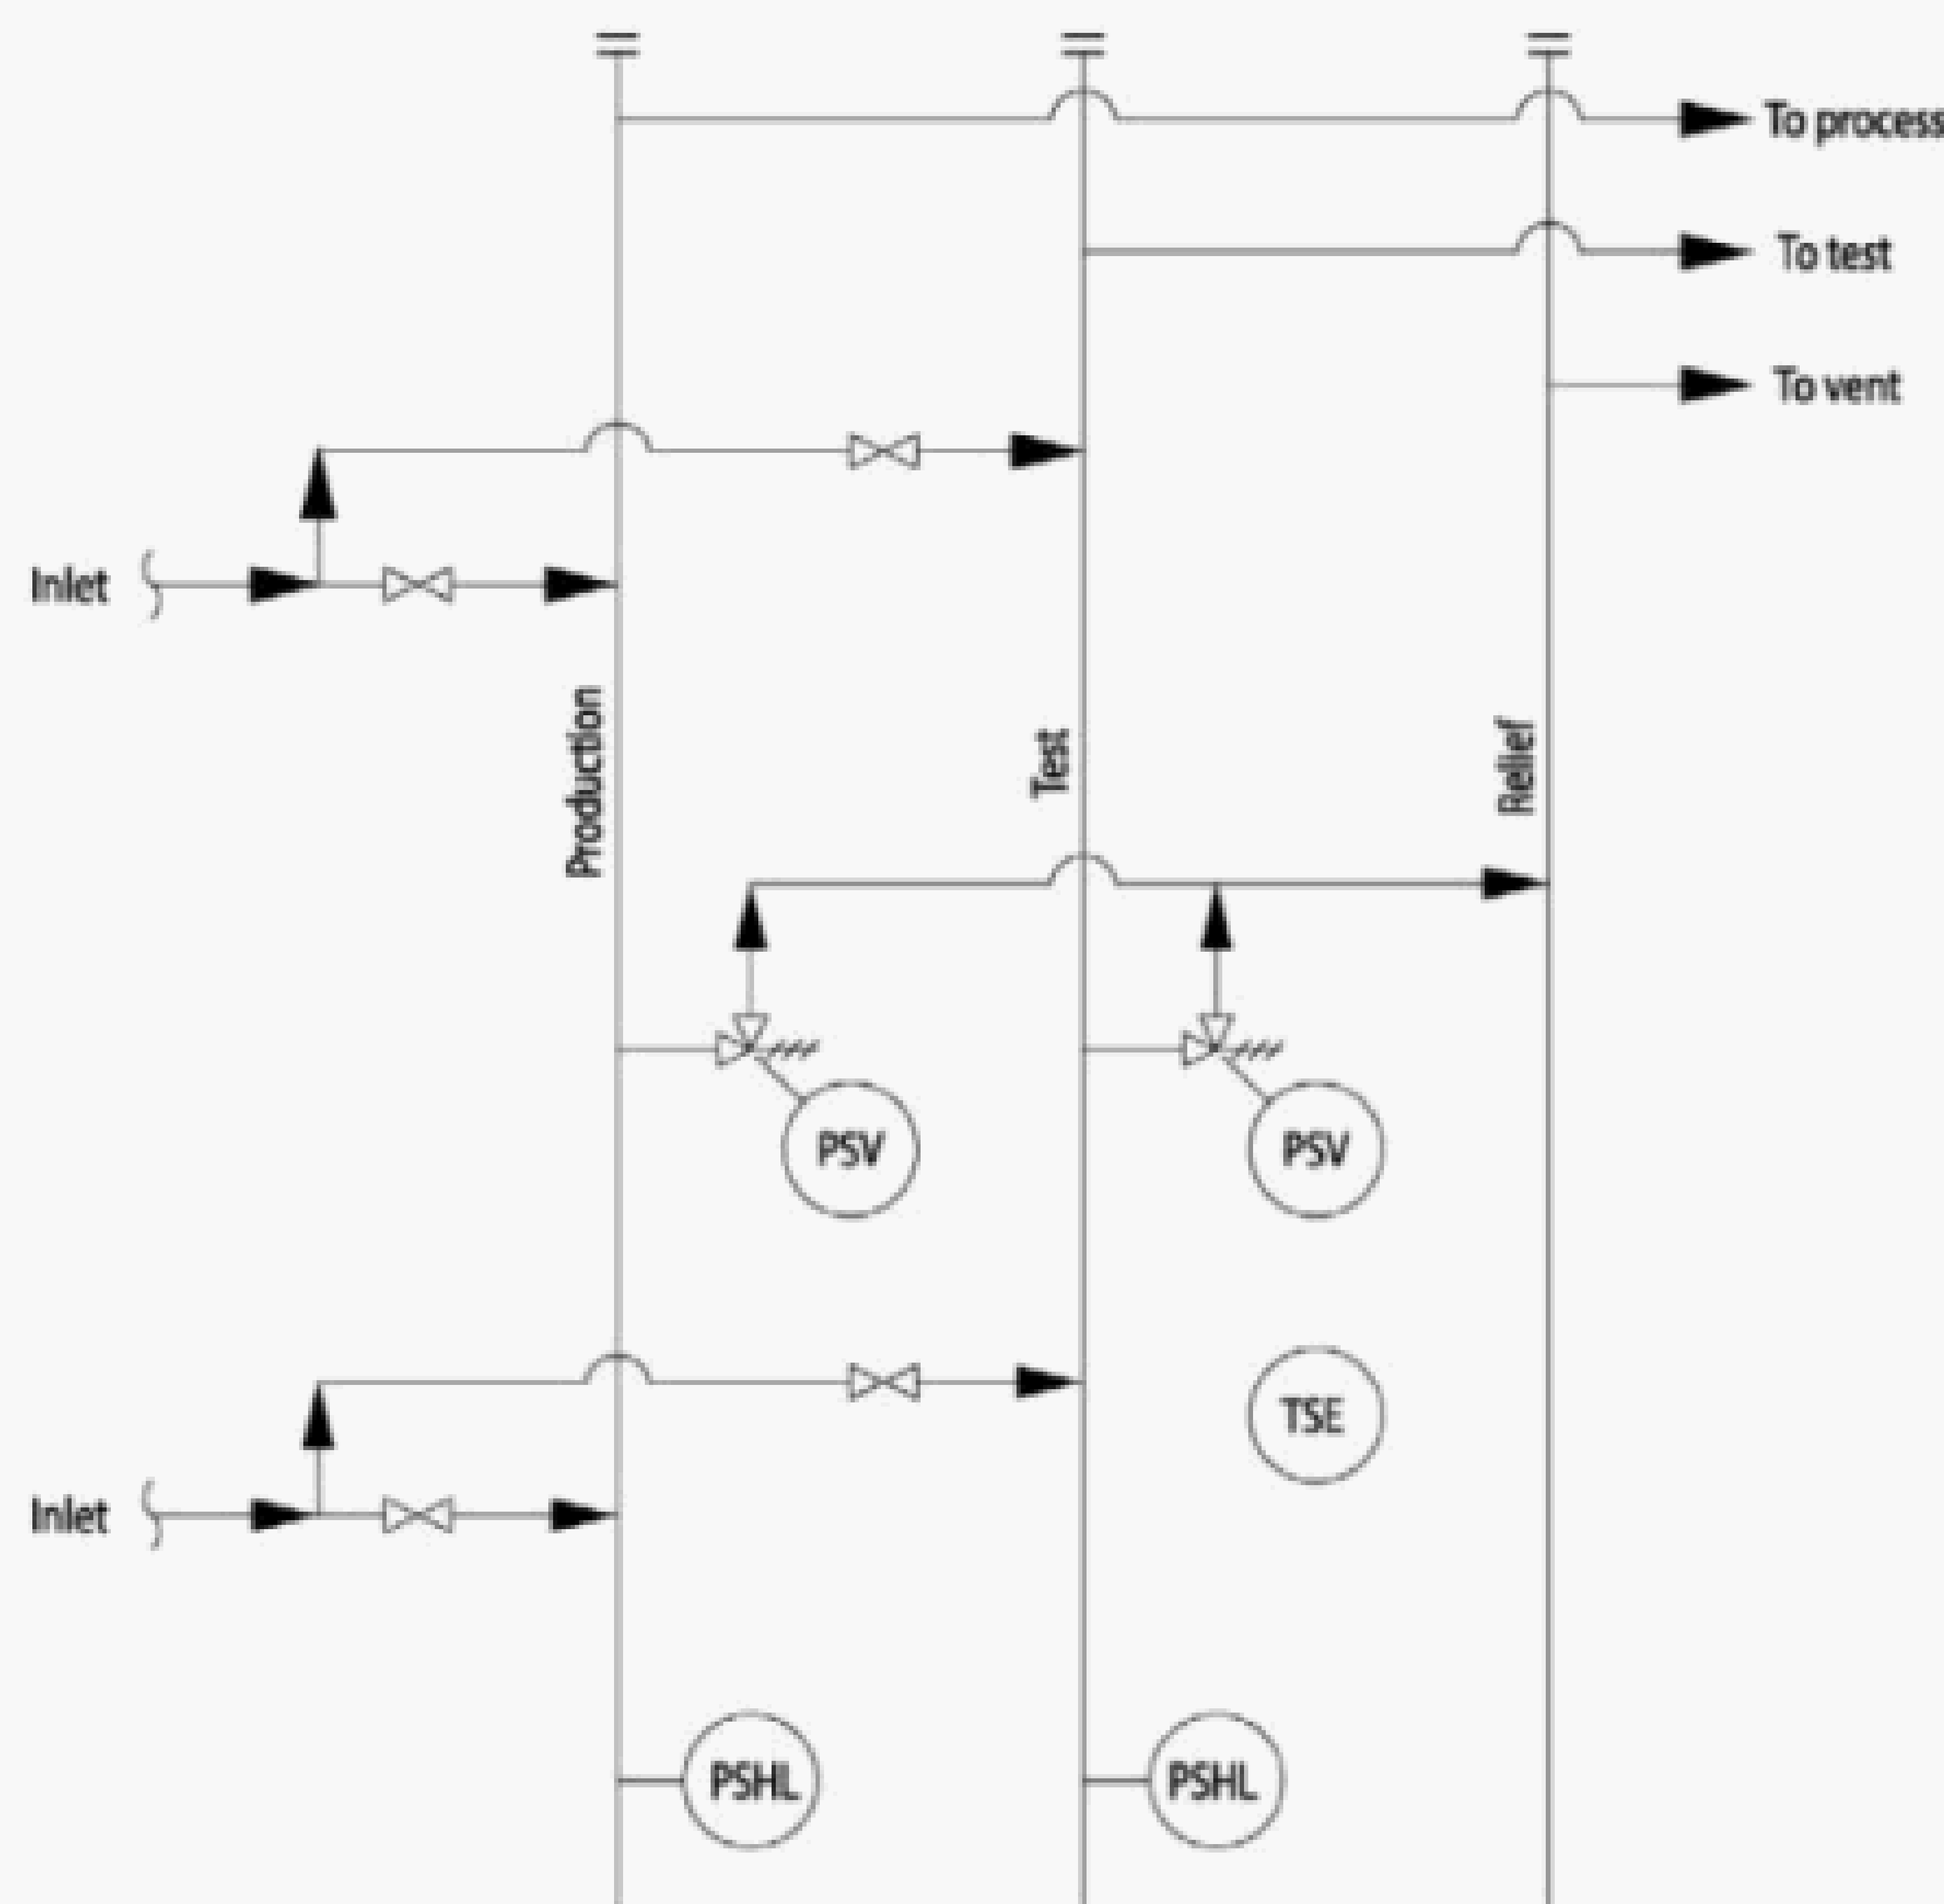 To process
To test
To vent
Inlet
Production
Test
Relief
PSV
PSV
TSE
Inlet
PSHL
PSHL